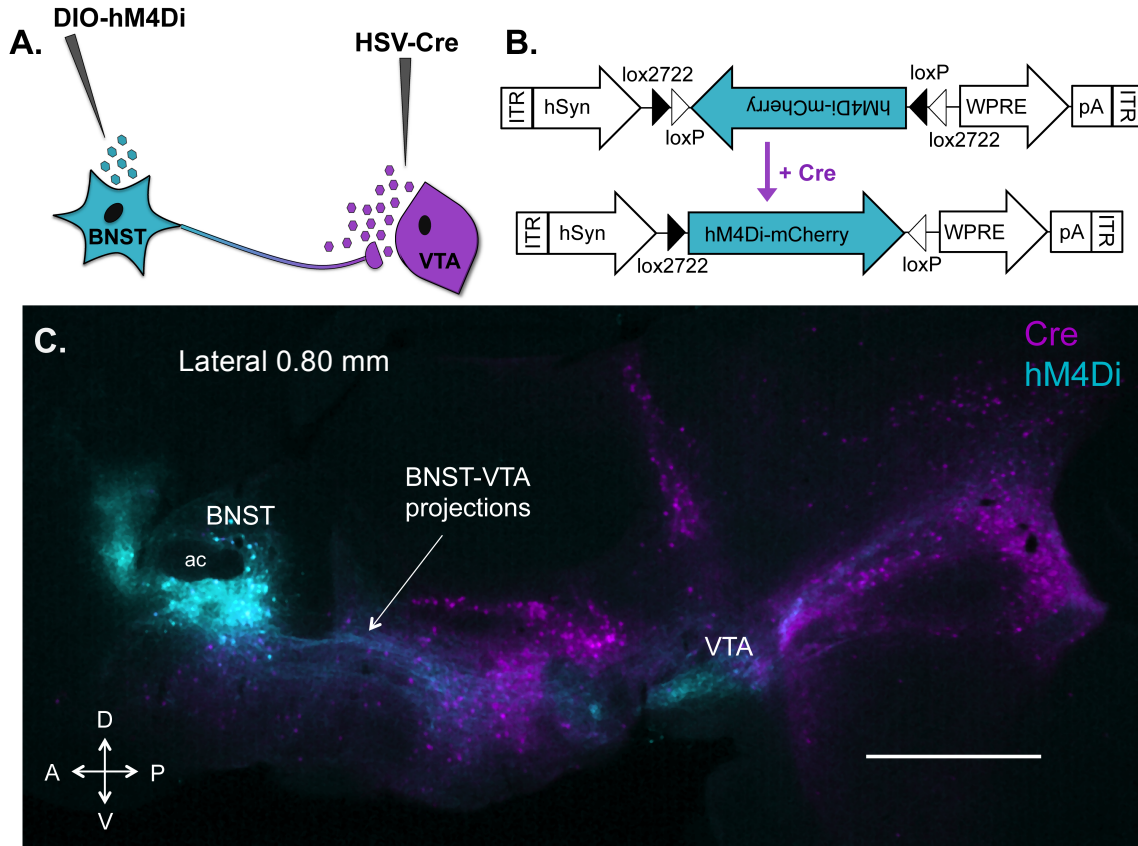 A.
DIO-hM4Di
HSV-Cre
BNST
VTA
B.
ITR
hSyn
lox2722
loxP
hM4Di-mCherry
loxP
lox2722
WPRE
pA
ITR
+ Cre
ITR
hSyn
lox2722
hM4Di-mCherry
loxP
WPRE
pA
ITR
C.
Lateral 0.80 mm
Cre
hM4Di
BNST-VTA
projections
BNST
ac
VTA
D
A
P
V